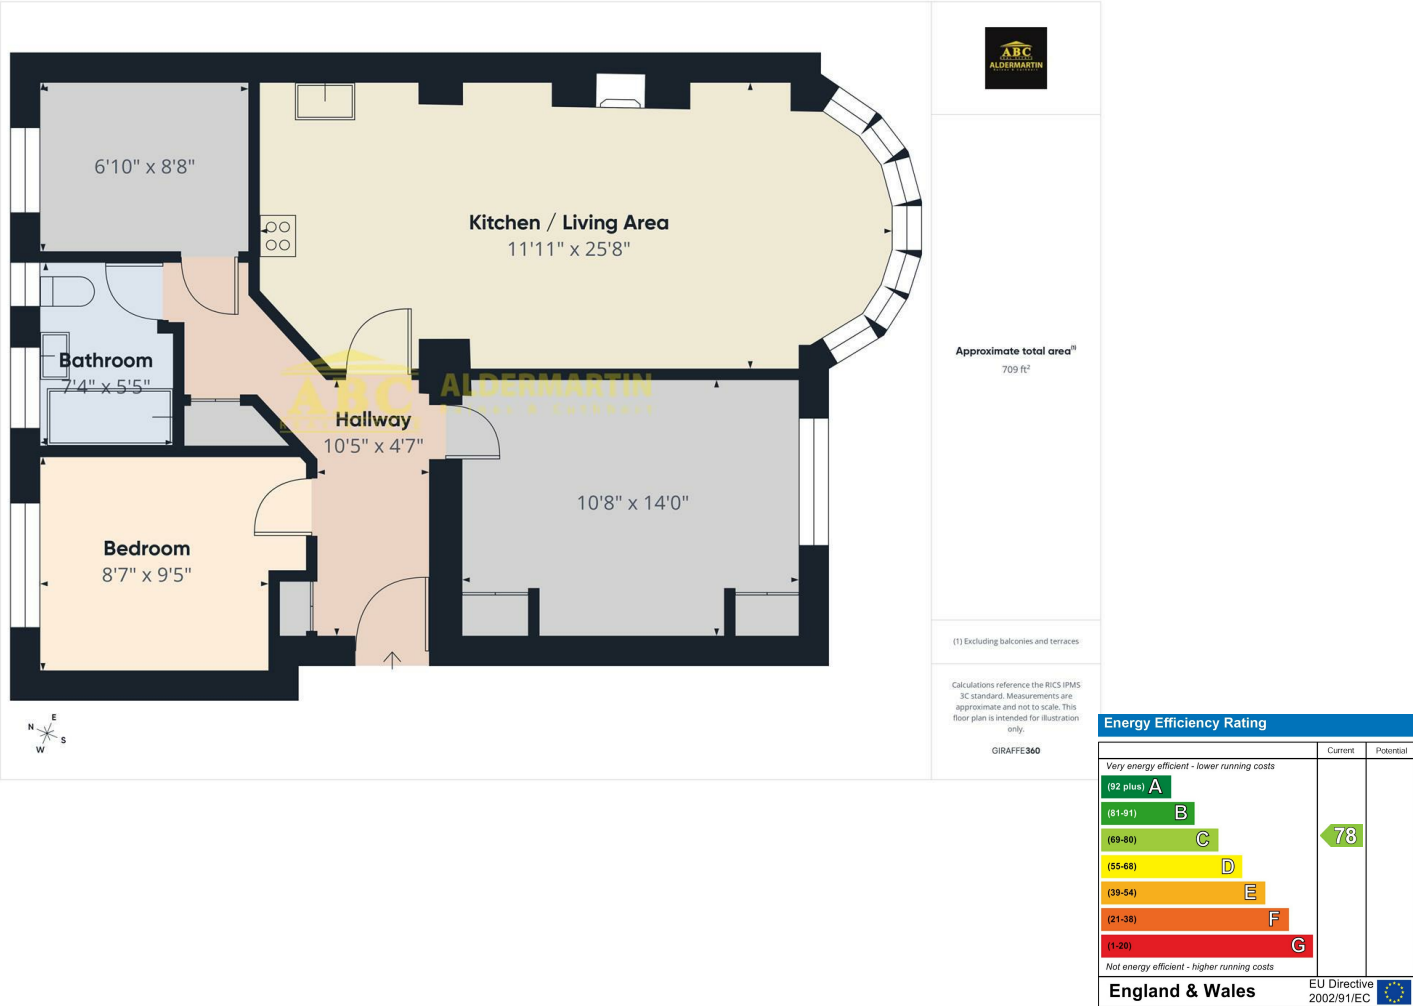 6'10" x 8'8"
Kitchen / Living Area
11'11" x 25'8"
Bathroom
7'4" x 5'5"
ABC
ALDERMARTIN
Hallway
10'5" x 4'7"
10'8" x 14'0"
Bedroom
8'7" x 9'5"
N
E
S
W
ABC
ALDERMARTIN
Approximate total area(1)
709 ft²
(1) Excluding balconies and terraces
Calculations reference the RICS IPMS
3C standard. Measurements are
approximate and not to scale. This
floor plan is intended for illustration
only.
GIRAFFE360
Energy Efficiency Rating
Current
Potential
Very energy efficient - lower running costs
(92 plus) A
(81-91) B
(69-80) C
78
(55-68) D
(39-54) E
(21-38) F
(1-20) G
Not energy efficient - higher running costs
England & Wales
EU Directive
2002/91/EC